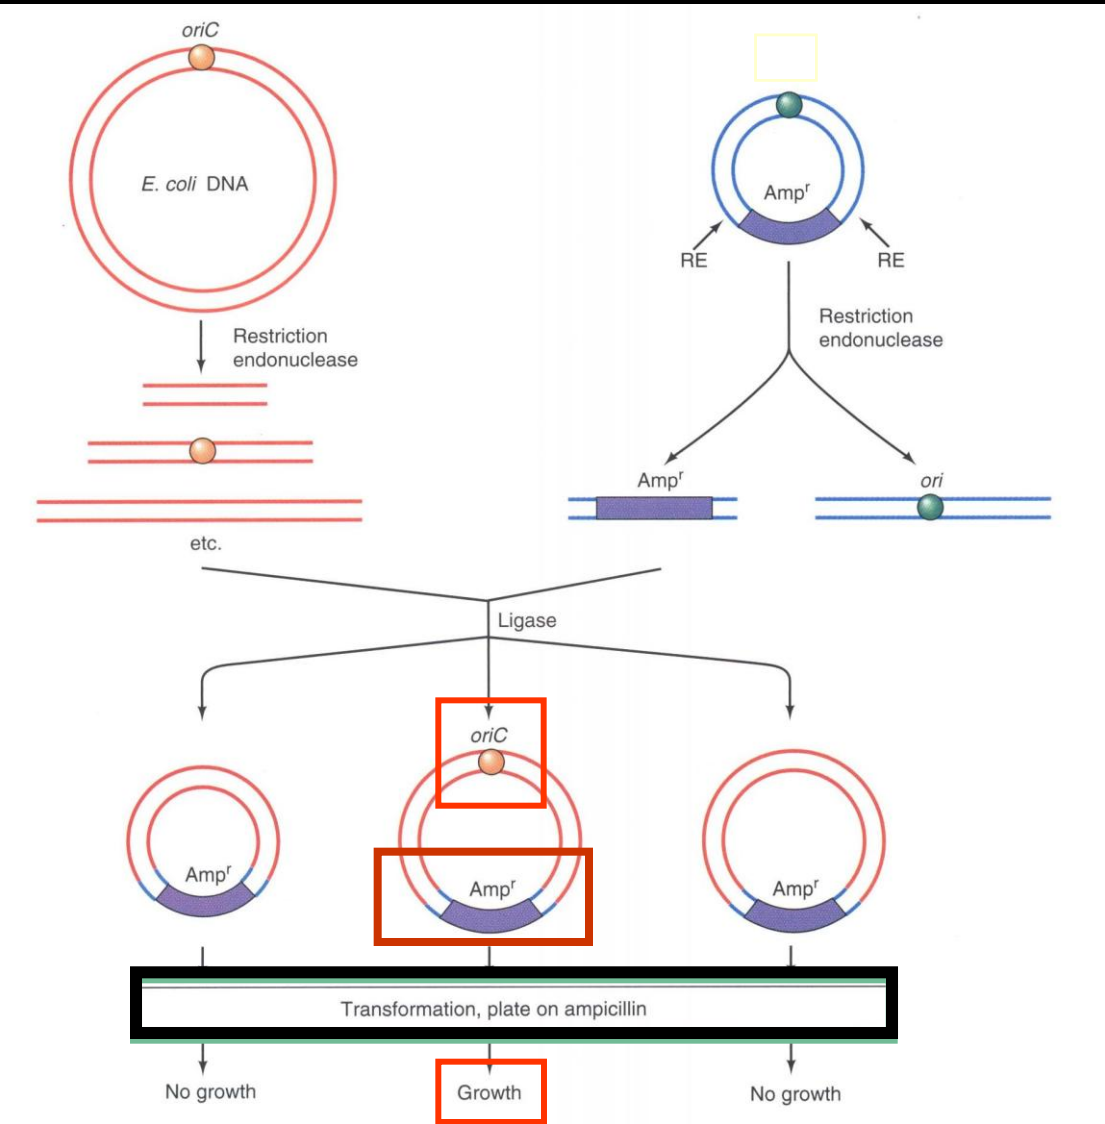 oriC
E. coli DNA
Restriction
endonuclease
etc.
Ampʳ
RE
RE
Restriction
endonuclease
Ampʳ
ori
Ligase
oriC
Ampʳ
Ampʳ
Ampʳ
Transformation, plate on ampicillin
No growth
Growth
No growth